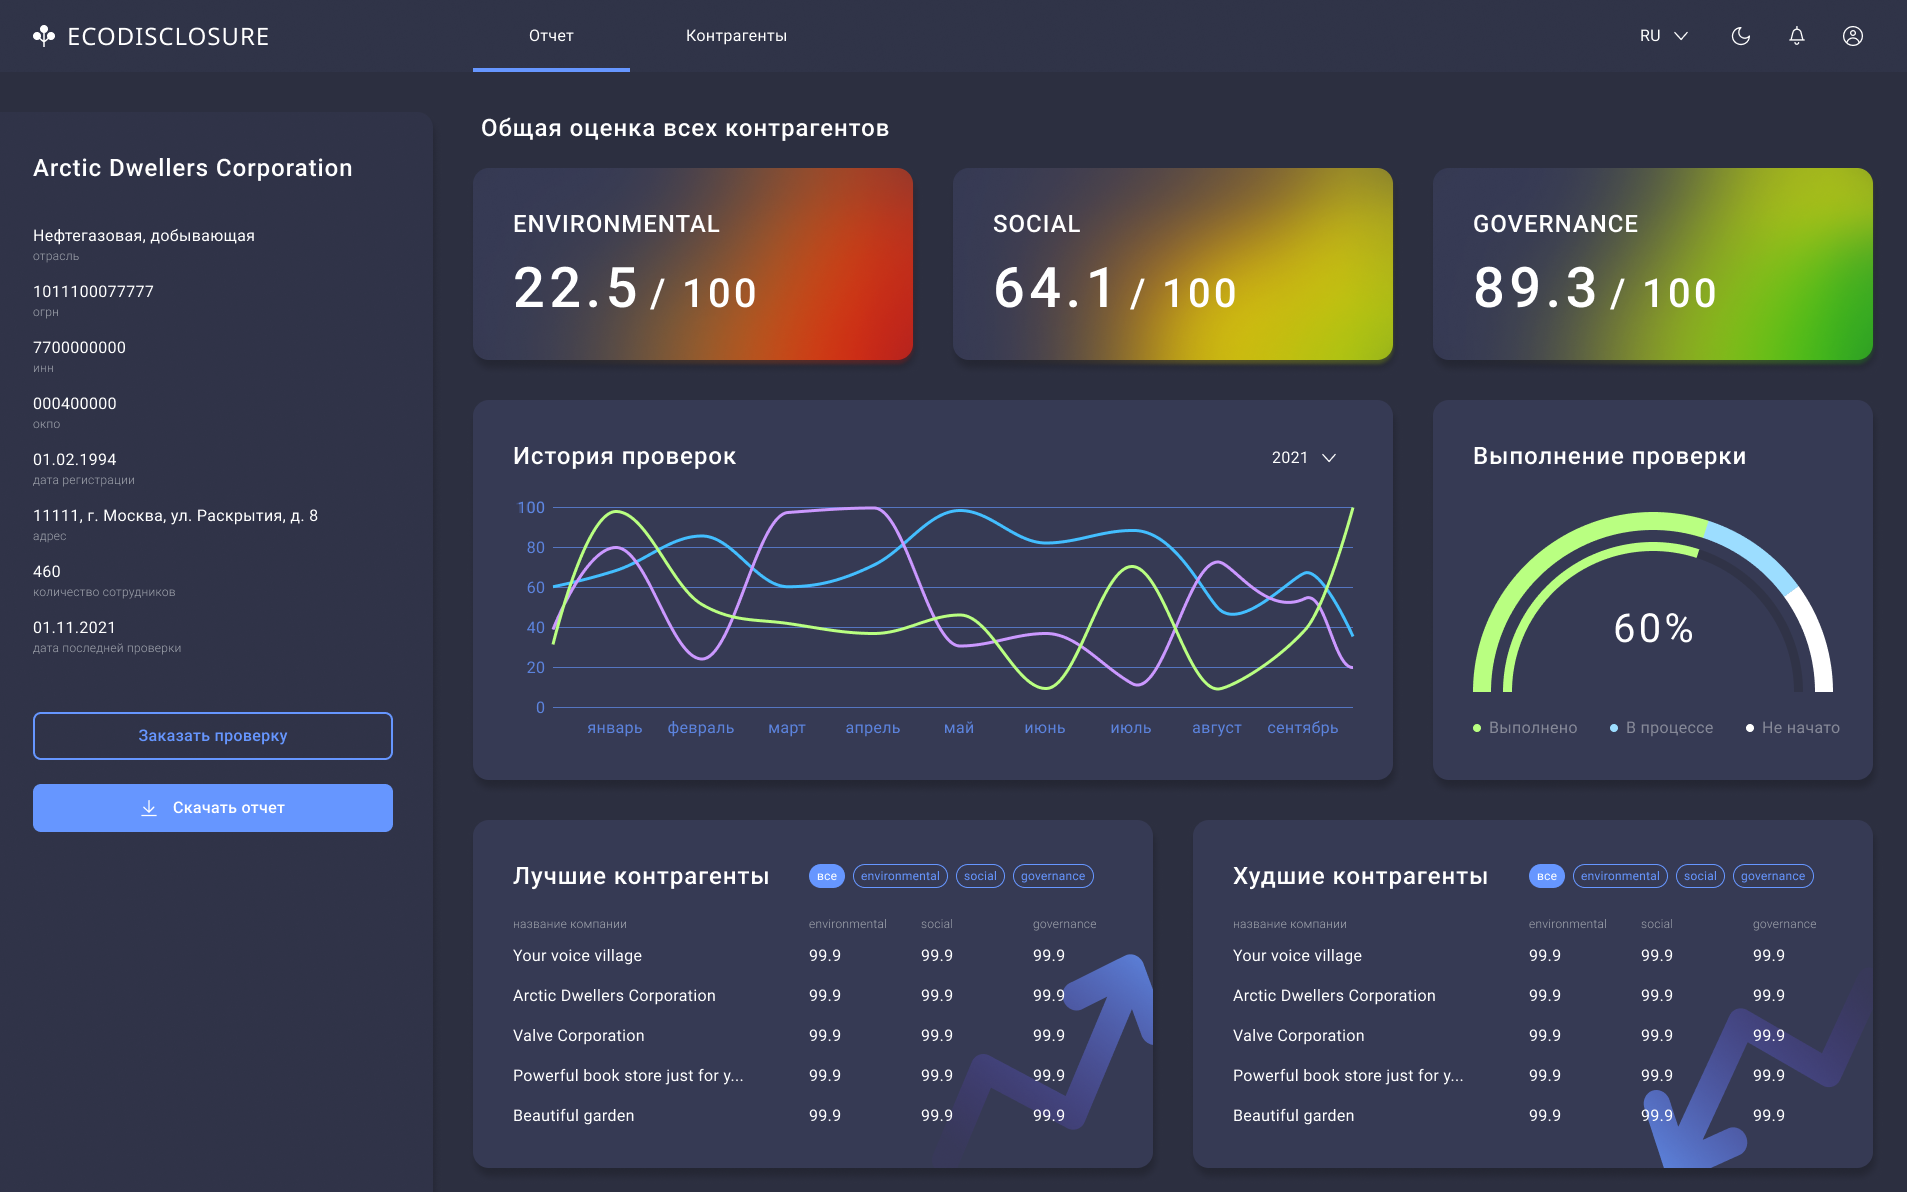 ECODISCLOSURE
Отчет
Контрагенты
RU
Arctic Dwellers Corporation
Нефтегазовая, добывающая
отрасль
1011100077777
огрн
7700000000
инн
000400000
окпо
01.02.1994
дата регистрации
11111, г. Москва, ул. Раскрытия, д. 8
адрес
460
количество сотрудников
01.11.2021
дата последней проверки
Заказать проверку
Скачать отчет
Общая оценка всех контрагентов
ENVIRONMENTAL
22.5 / 100
SOCIAL
64.1 / 100
GOVERNANCE
89.3 / 100
История проверок
2021
100
80
60
40
20
0
январь февраль март апрель май июнь июль август сентябрь
Выполнение проверки
60%
Выполнено В процессе Не начато
Лучшие контрагенты
все environmental social governance
название компании environmental social governance
Your voice village 99.9 99.9 99.9
Arctic Dwellers Corporation 99.9 99.9 99.9
Valve Corporation 99.9 99.9 99.9
Powerful book store just for y... 99.9 99.9 99.9
Beautiful garden 99.9 99.9 99.9
Худшие контрагенты
все environmental social governance
название компании environmental social governance
Your voice village 99.9 99.9 99.9
Arctic Dwellers Corporation 99.9 99.9 99.9
Valve Corporation 99.9 99.9 99.9
Powerful book store just for y... 99.9 99.9 99.9
Beautiful garden 99.9 99.9 99.9